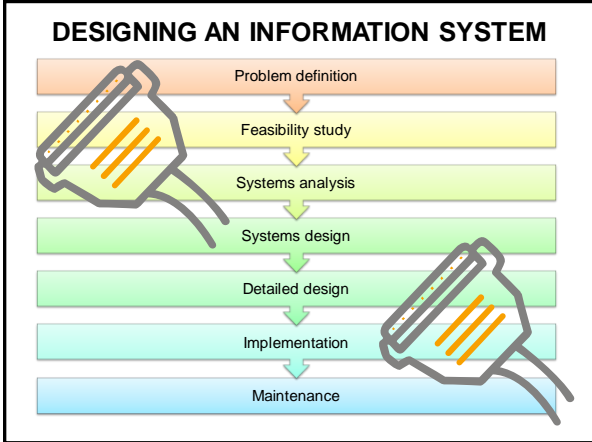 DESIGNING AN INFORMATION SYSTEM
Problem definition
Feasibility study
Systems analysis
Systems design
Detailed design
Implementation
Maintenance